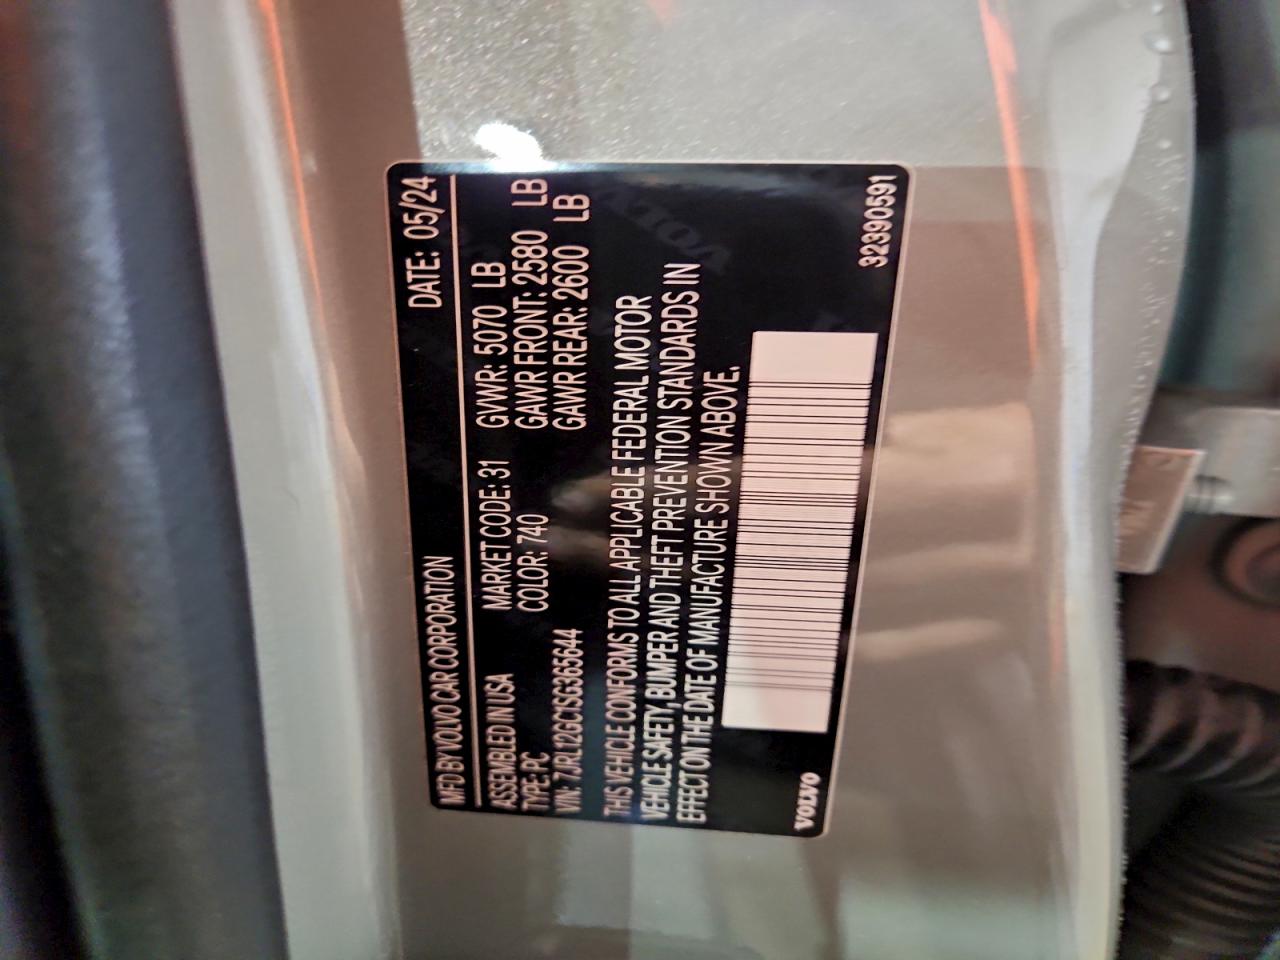 MFD BY VOLVO CAR CORPORATION DATE: 05/24
ASSEMBLED IN USA MARKET CODE: 31 GVWR: 5070 LB
TYPE: PC COLOR: 740 GAWR FRONT: 2580 LB
VIN: 7JRL12GC1SG365644 GAWR REAR: 2600 LB
THIS VEHICLE CONFORMS TO ALL APPLICABLE FEDERAL MOTOR
VEHICLE SAFETY, BUMPER AND THEFT PREVENTION STANDARDS IN
EFFECT ON THE DATE OF MANUFACTURE SHOWN ABOVE.
VOLVO 32390591